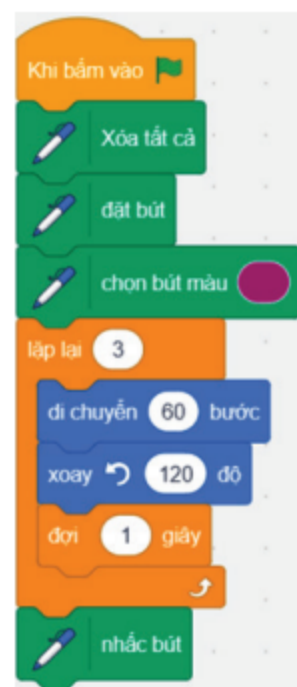 Khi bấm vào
Xóa tất cả
đặt bút
chọn bút màu
lặp lại 3
di chuyển 60 bước
xoay 120 độ
đợi 1 giây
nhấc bút